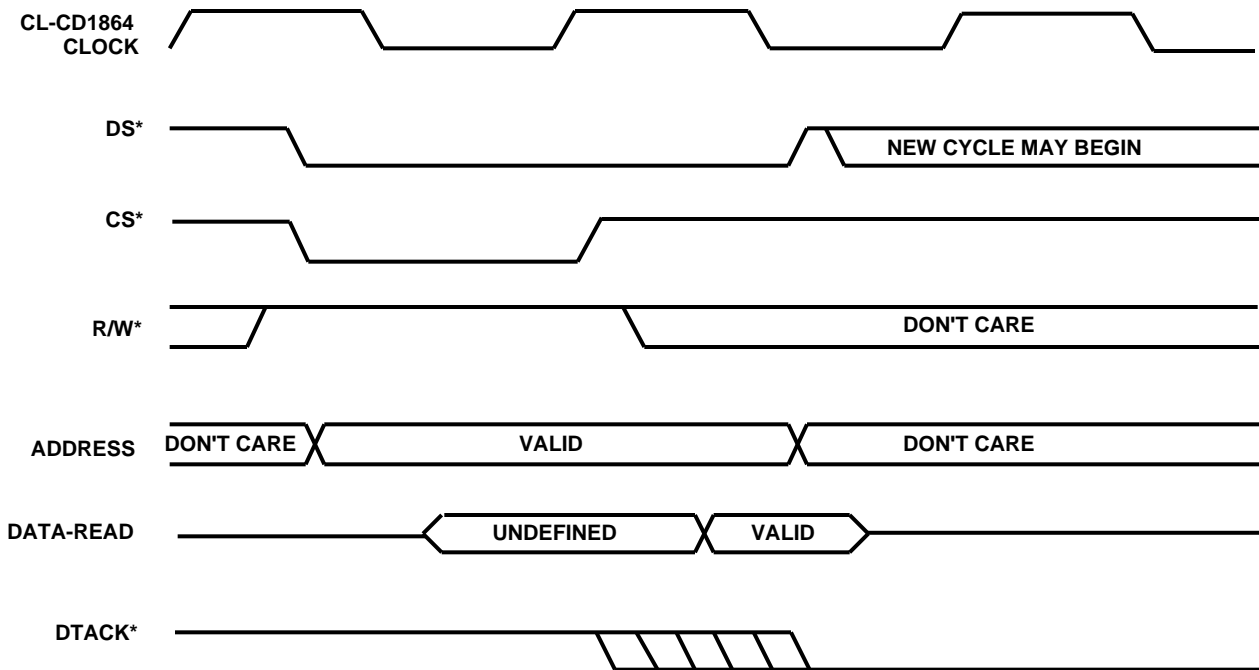 CL-CD1864
CLOCK
DS*
NEW CYCLE MAY BEGIN
CS*
R/W*
DON'T CARE
ADDRESS
DON'T CARE
VALID
DON'T CARE
DATA-READ
UNDEFINED
VALID
DTACK*